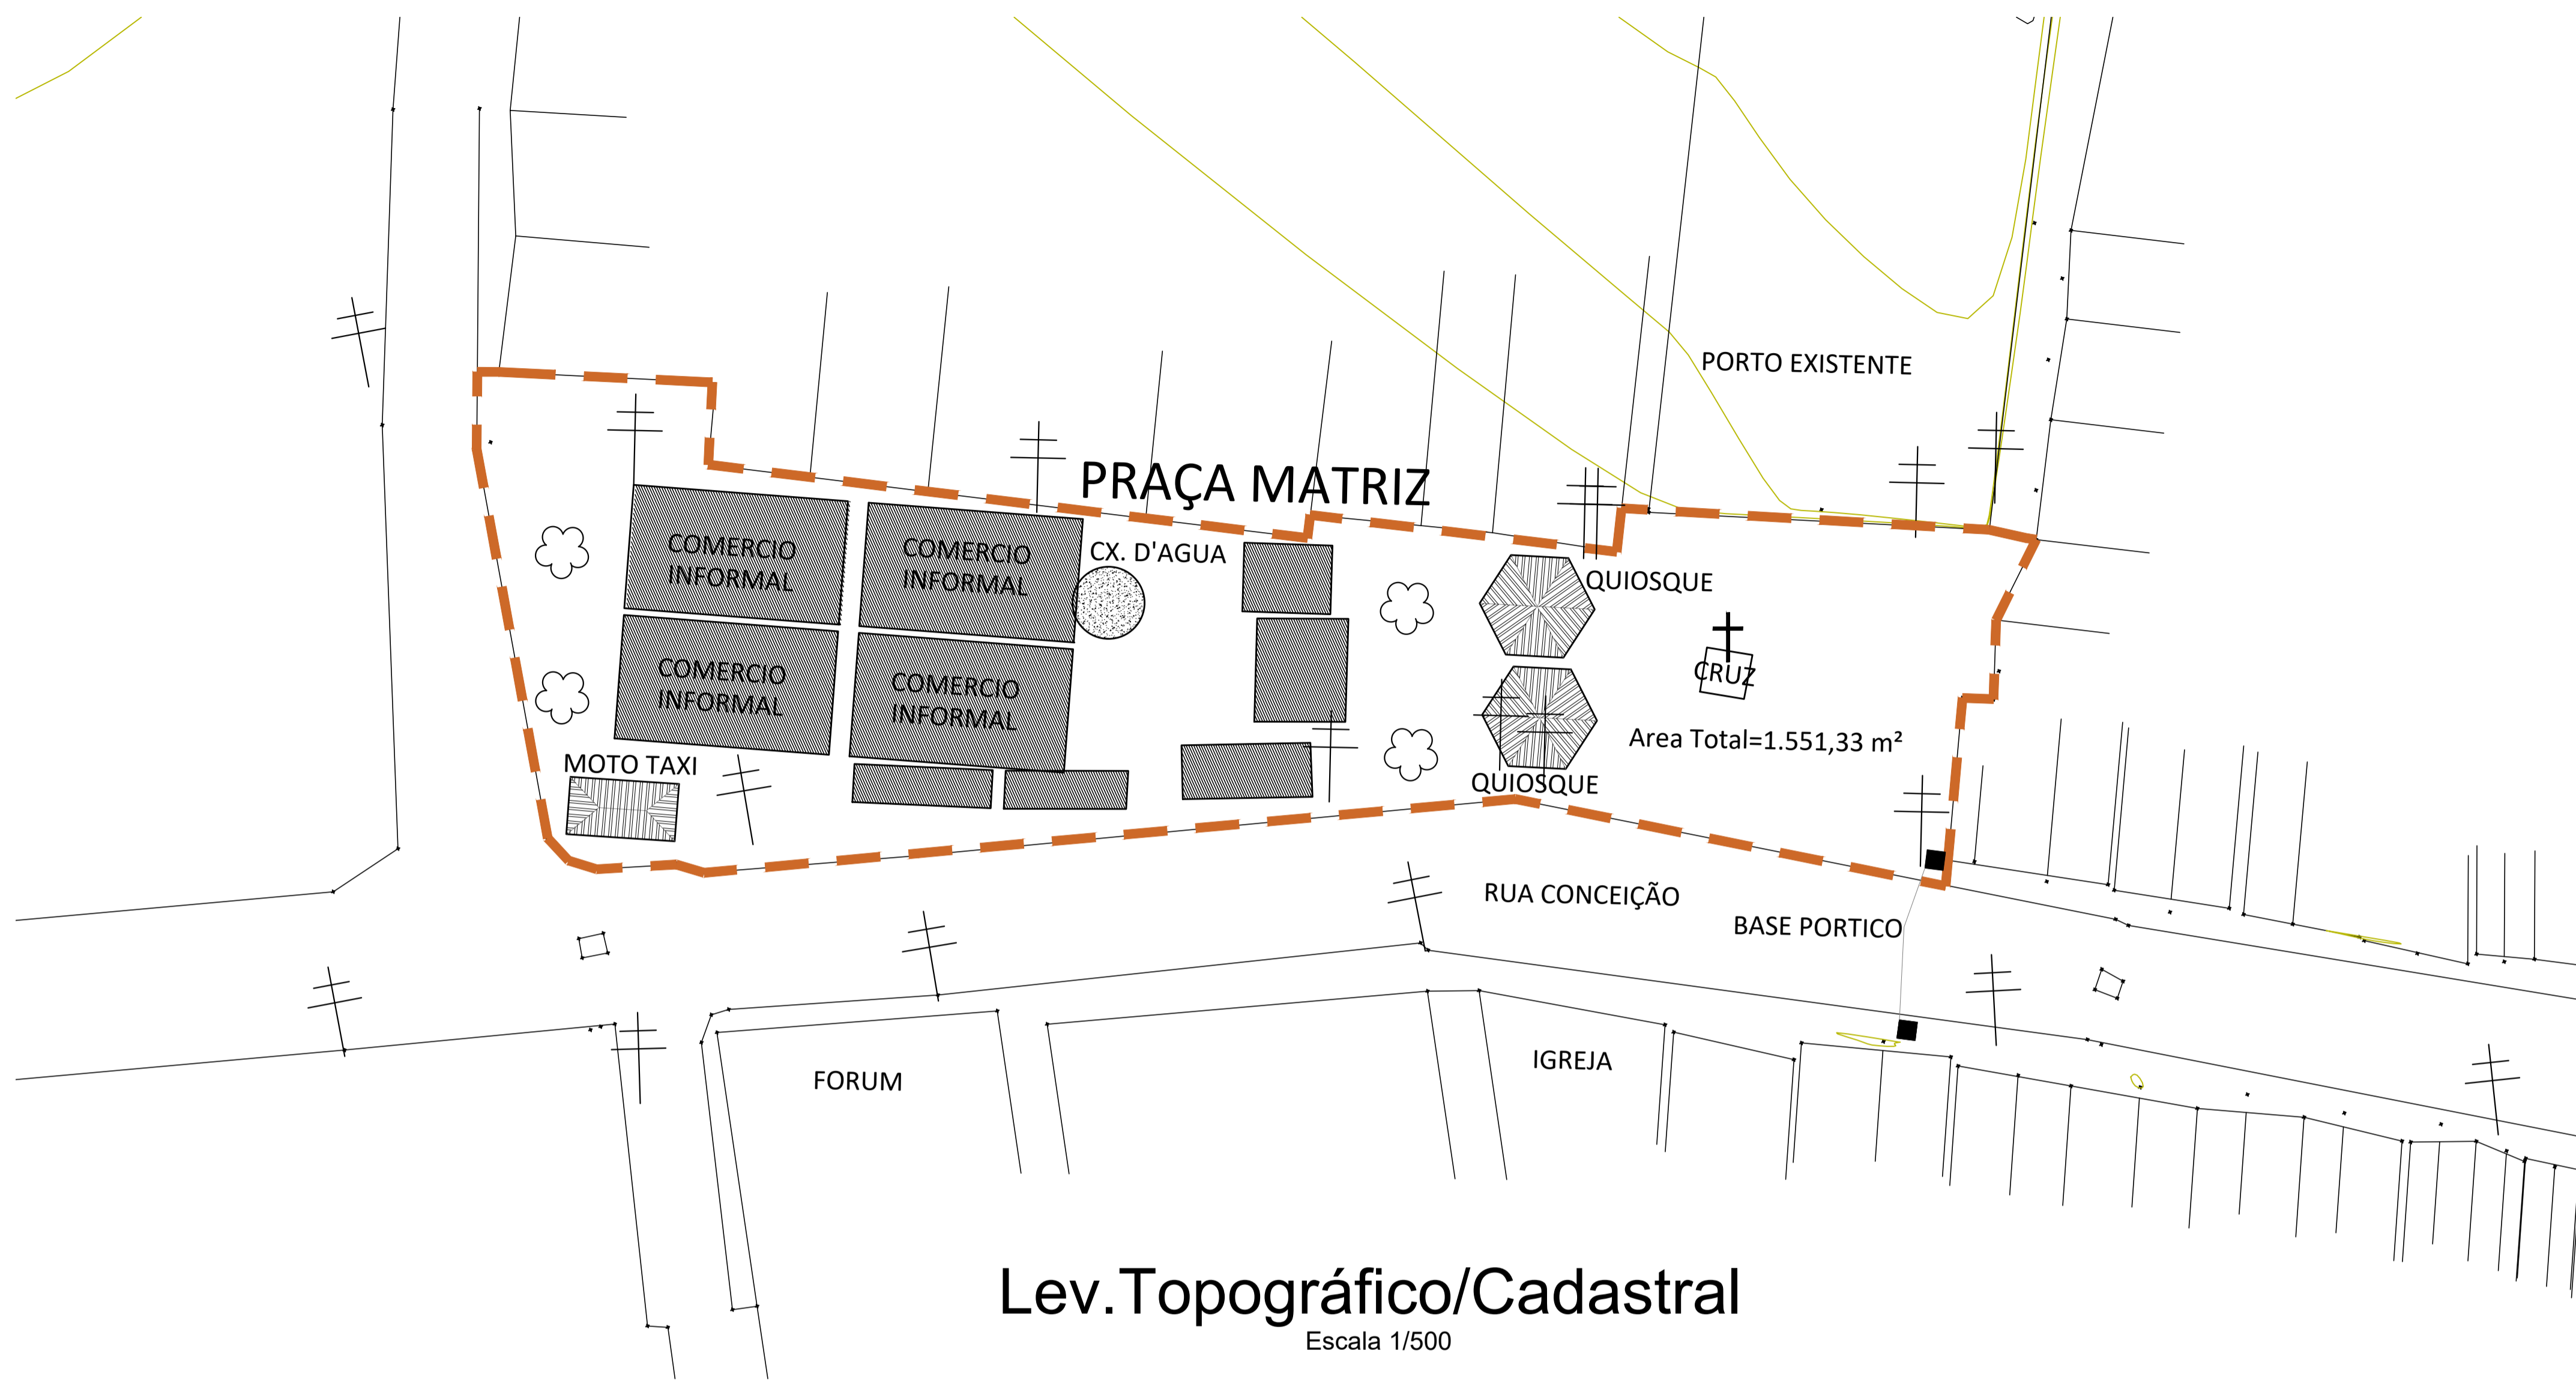 PORTO EXISTENTE
PRAÇA MATRIZ
COMERCIO
INFORMAL
COMERCIO
INFORMAL
CX. D'AGUA
QUIOSQUE
COMERCIO
INFORMAL
COMERCIO
INFORMAL
CRUZ
Area Total=1.551,33 m²
MOTO TAXI
QUIOSQUE
RUA CONCEIÇÃO
BASE PORTICO
IGREJA
FORUM
Lev.Topográfico/Cadastral
Escala 1/500